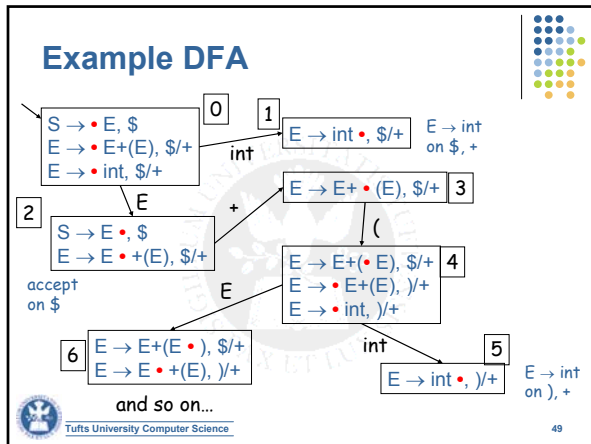 Example DFA
0
S → • E, $
E → • E+(E), $/+
E → • int, $/+
int
1
E → int •, $/+
E → int
on $, +
E
2
S → E •, $
E → E • +(E), $/+
accept
on $
+
E → E+ • (E), $/+
3
(
E → E+(• E), $/+
E → • E+(E), )/+
E → • int, )/+
4
E
6
E → E+(E • ), $/+
E → E • +(E), )/+
int
5
E → int •, )/+
E → int
on ), +
and so on...
Tufts University Computer Science
49